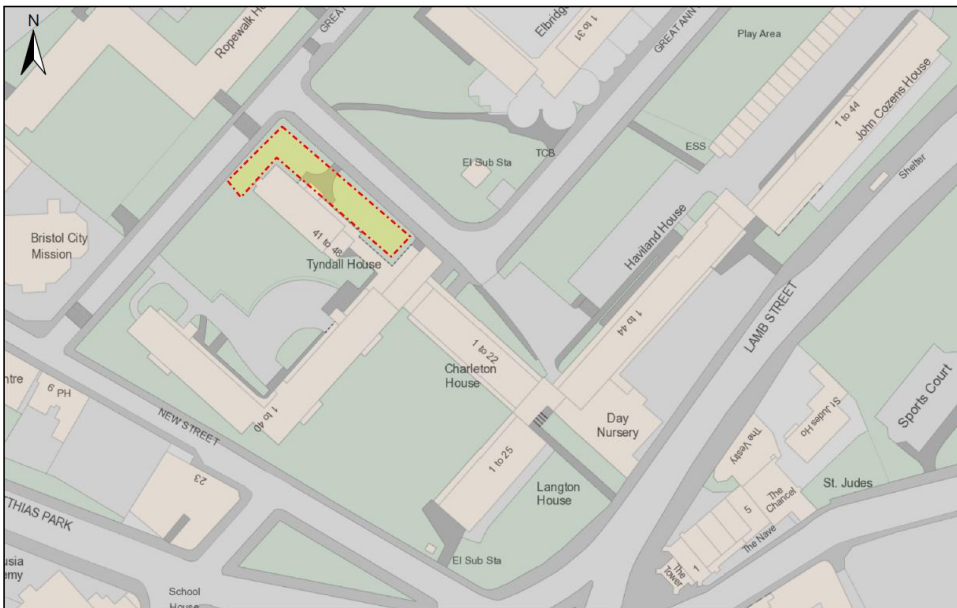 N
Ropewalk Ho
GREAT
Elbridge
1 to 31
GREAT ANN
Play Area
1 to 44
John Cozens House
El Sub Sta
TCB
ESS
Shelter
Bristol City
Mission
41 to 48
Tyndall House
Haviland House
1 to 44
LAMB STREET
Charleton
House
1 to 22
Day
Nursery
Sports Court
St Judes Ho
The Vestry
St. Judes
ntre
9
PH
NEW STREET
1 to 40
1 to 25
Langton
House
23
THIAS PARK
El Sub Sta
The
Chancel
5
The Nave
1
The
Tower
usia
emy
School
House